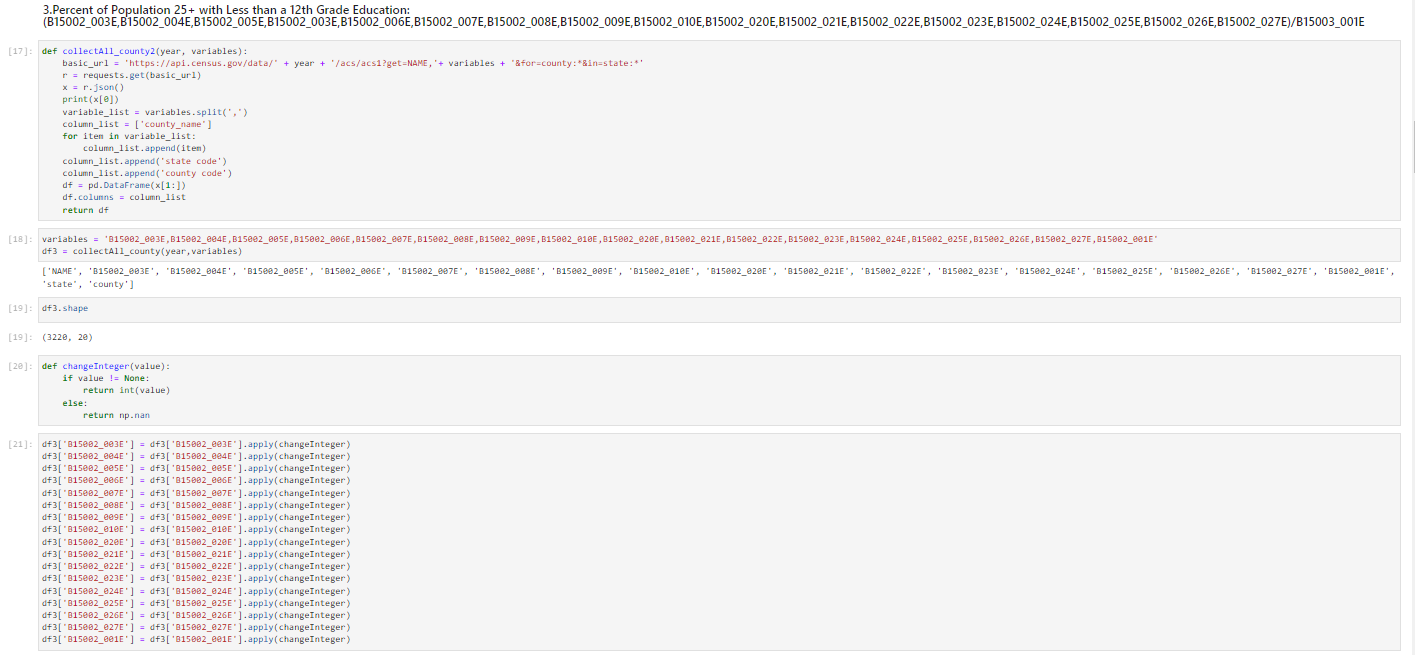 3.Percent of Population 25+ with Less than a 12th Grade Education:
(B15002_003E,B15002_004E,B15002_005E,B15002_003E,B15002_006E,B15002_007E,B15002_008E,B15002_009E,B15002_010E,B15002_020E,B15002_021E,B15002_022E,B15002_023E,B15002_024E,B15002_025E,B15002_026E,B15002_027E)/B15003_001E
[17]: def collectAll_county2(year, variables):
    basic_url = 'https://api.census.gov/data/' + year + '/acs/acs1?get=NAME,'+ variables + '&for=county:*&in=state:*'
    r = requests.get(basic_url)
    x = r.json()
    print(x[0])
    variable_list = variables.split(',')
    column_list = ['county_name']
    for item in variable_list:
        column_list.append(item)
    column_list.append('state code')
    column_list.append('county code')
    df = pd.DataFrame(x[1:])
    df.columns = column_list
    return df
[18]: variables = 'B15002_003E,B15002_004E,B15002_005E,B15002_006E,B15002_007E,B15002_008E,B15002_009E,B15002_010E,B15002_020E,B15002_021E,B15002_022E,B15002_023E,B15002_024E,B15002_025E,B15002_026E,B15002_027E,B15002_001E'
df3 = collectAll_county(year,variables)
['NAME', 'B15002_003E', 'B15002_004E', 'B15002_005E', 'B15002_006E', 'B15002_007E', 'B15002_008E', 'B15002_009E', 'B15002_010E', 'B15002_020E', 'B15002_021E', 'B15002_022E', 'B15002_023E', 'B15002_024E', 'B15002_025E', 'B15002_026E', 'B15002_027E', 'B15002_001E',
'state', 'county']
[19]: df3.shape
[19]: (3220, 20)
[20]: def changeInteger(value):
    if value != None:
        return int(value)
    else:
        return np.nan
[21]: df3['B15002_003E'] = df3['B15002_003E'].apply(changeInteger)
df3['B15002_004E'] = df3['B15002_004E'].apply(changeInteger)
df3['B15002_005E'] = df3['B15002_005E'].apply(changeInteger)
df3['B15002_006E'] = df3['B15002_006E'].apply(changeInteger)
df3['B15002_007E'] = df3['B15002_007E'].apply(changeInteger)
df3['B15002_008E'] = df3['B15002_008E'].apply(changeInteger)
df3['B15002_009E'] = df3['B15002_009E'].apply(changeInteger)
df3['B15002_010E'] = df3['B15002_010E'].apply(changeInteger)
df3['B15002_020E'] = df3['B15002_020E'].apply(changeInteger)
df3['B15002_021E'] = df3['B15002_021E'].apply(changeInteger)
df3['B15002_022E'] = df3['B15002_022E'].apply(changeInteger)
df3['B15002_023E'] = df3['B15002_023E'].apply(changeInteger)
df3['B15002_024E'] = df3['B15002_024E'].apply(changeInteger)
df3['B15002_025E'] = df3['B15002_025E'].apply(changeInteger)
df3['B15002_026E'] = df3['B15002_026E'].apply(changeInteger)
df3['B15002_027E'] = df3['B15002_027E'].apply(changeInteger)
df3['B15002_001E'] = df3['B15002_001E'].apply(changeInteger)